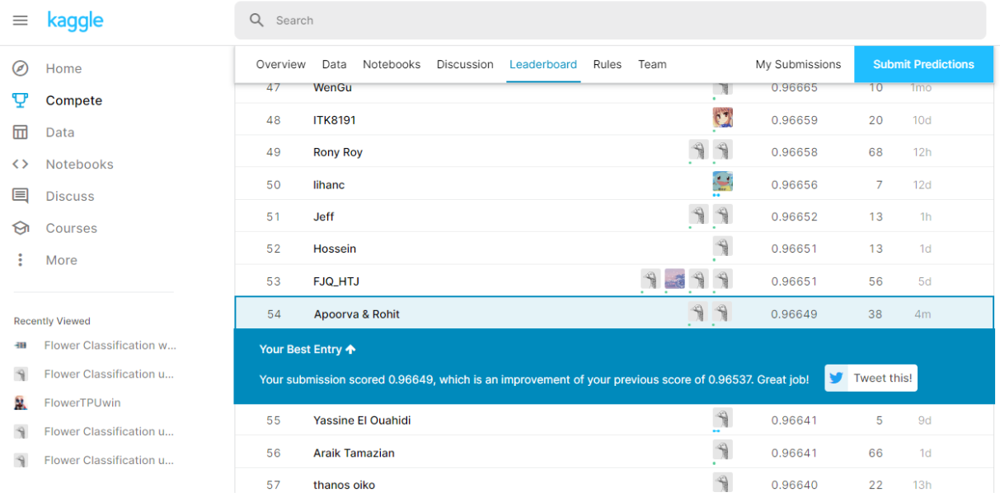 kaggle
Search
Home
Compete
Data
Notebooks
Discuss
Courses
More
Recently Viewed
Flower Classification w...
Flower Classification u...
FlowerTPUwin
Flower Classification u...
Flower Classification u...
Overview Data Notebooks Discussion Leaderboard Rules Team My Submissions Submit Predictions
47 WenGu 0.96665 10 1mo
48 ITK8191 0.96659 20 10d
49 Rony Roy 0.96658 68 12h
50 lihanc 0.96656 7 12d
51 Jeff 0.96652 13 1h
52 Hossein 0.96651 13 1d
53 FJQ_HTJ 0.96651 56 5d
54 Apoorva & Rohit 0.96649 38 4m
Your Best Entry
Your submission scored 0.96649, which is an improvement of your previous score of 0.96537. Great job! Tweet this!
55 Yassine El Ouahidi 0.96641 5 9d
56 Araik Tamazian 0.96641 66 1d
57 thanos oiko 0.96640 22 13h